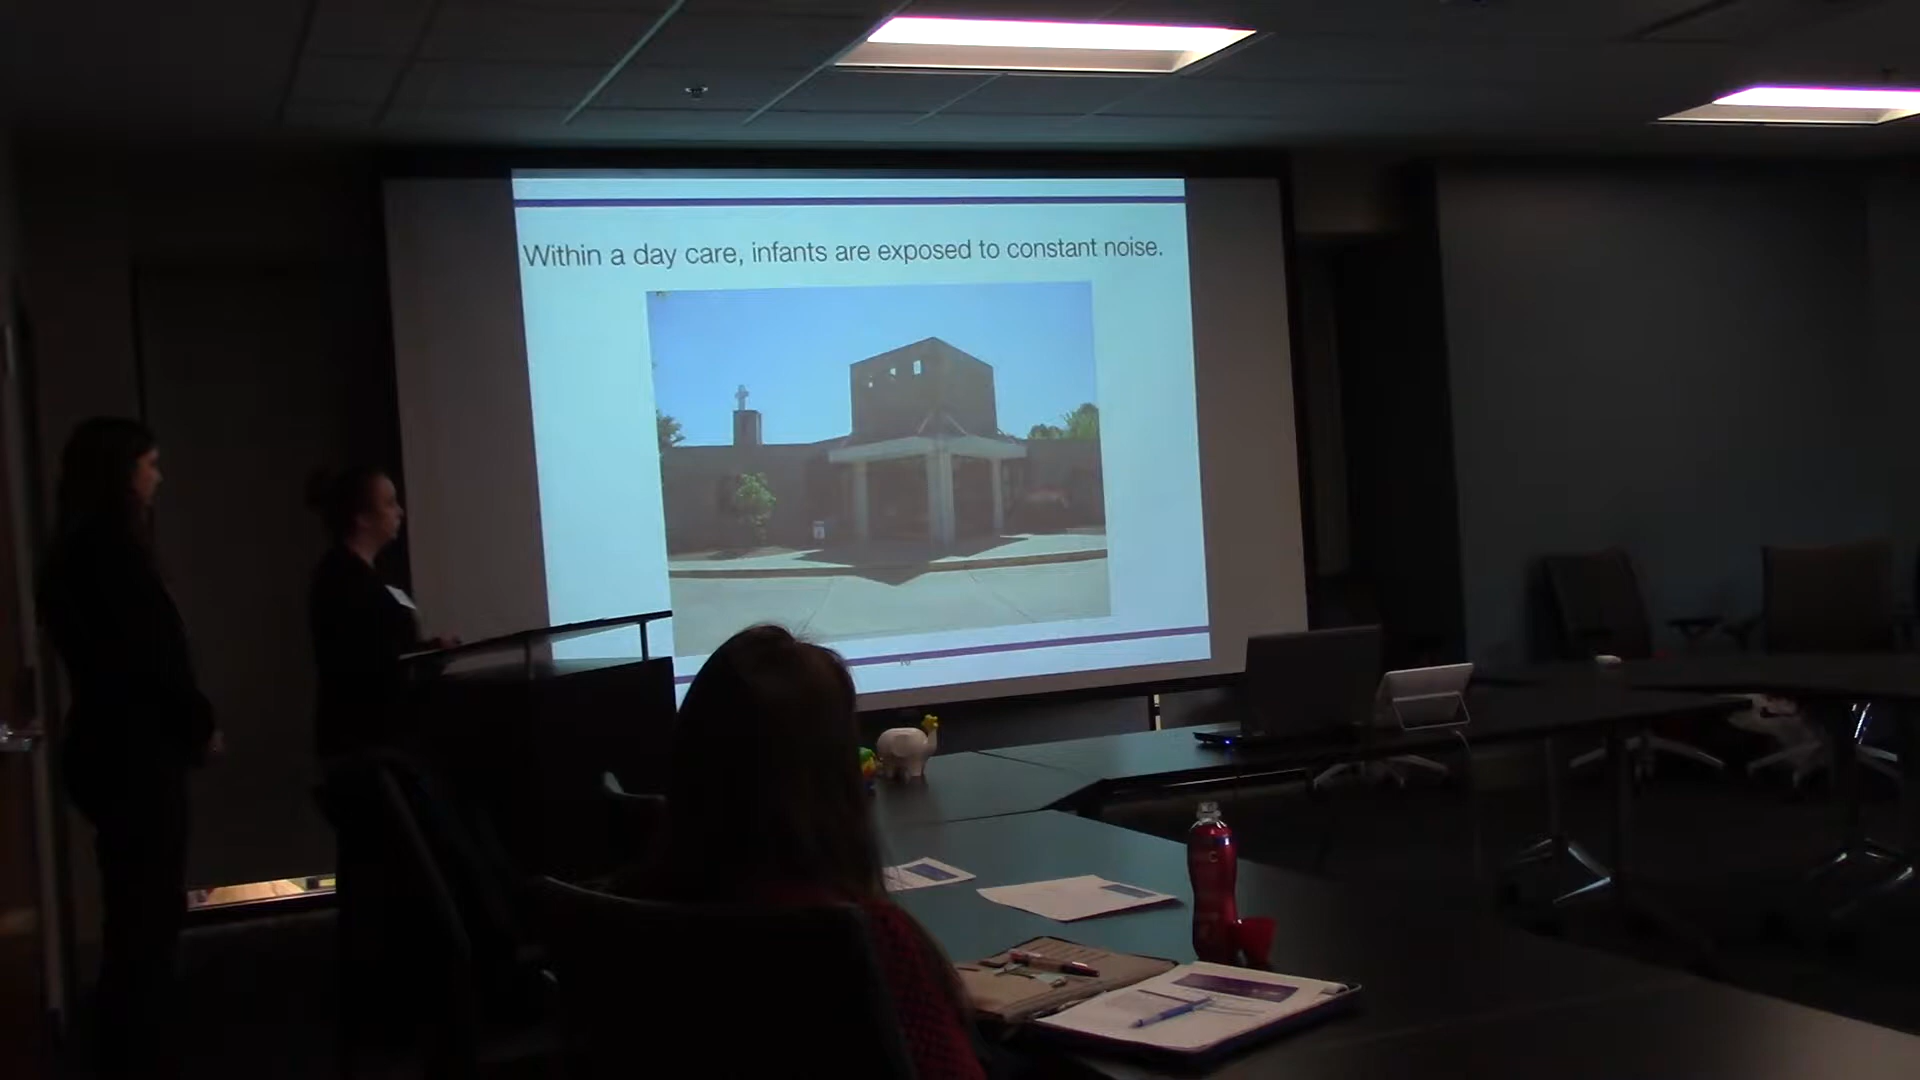 Within a day care, infants are exposed to constant noise.